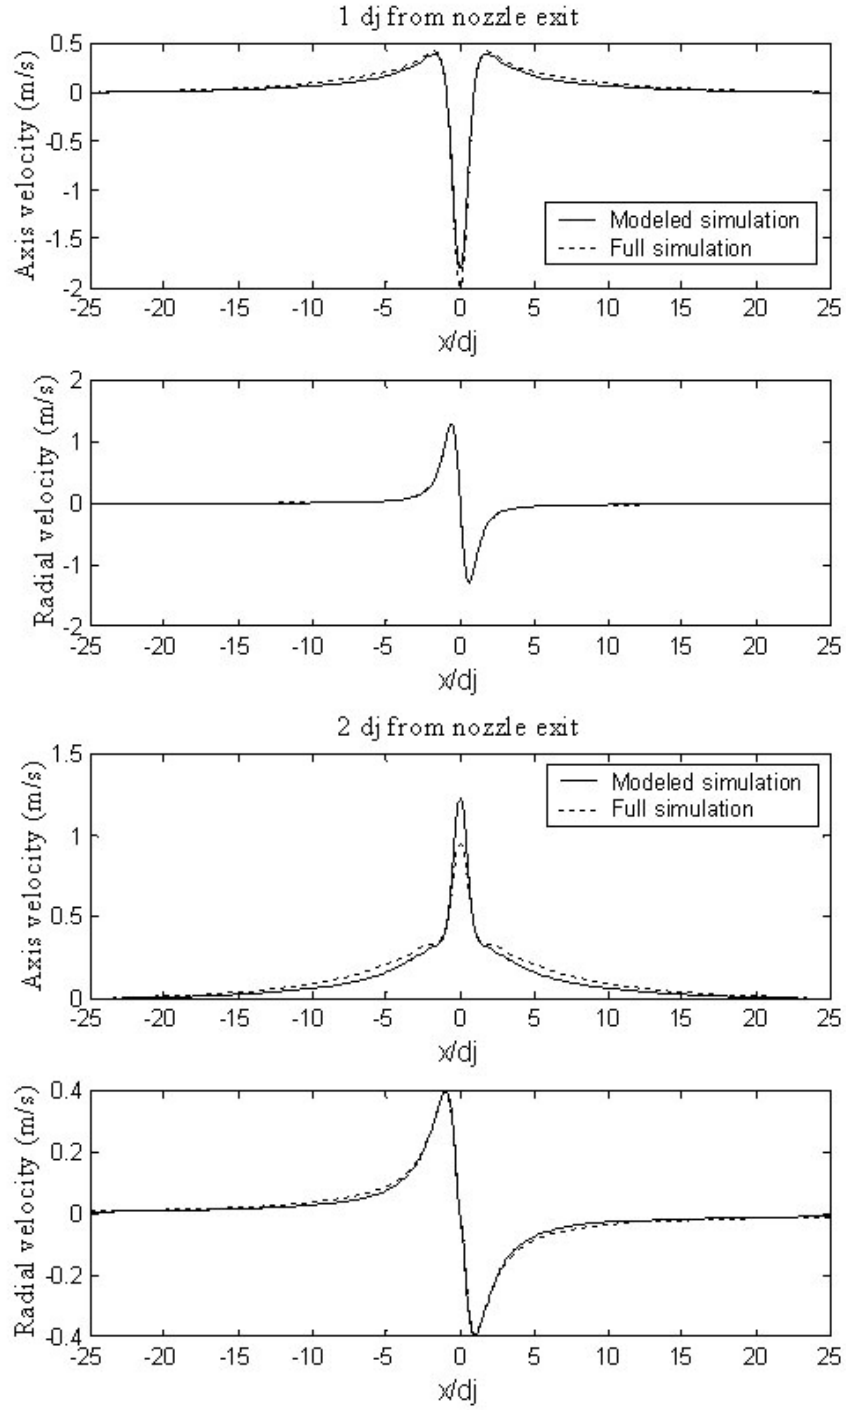 1 dj from nozzle exit
Axis velocity (m/s)
0.5
0
-0.5
-1
-1.5
-2
Modeled simulation
Full simulation
-25 -20 -15 -10 -5 0 5 10 15 20 25
x/dj
Radial velocity (m/s)
2
1
0
-1
-2
-25 -20 -15 -10 -5 0 5 10 15 20 25
x/dj
2 dj from nozzle exit
Axis velocity (m/s)
1.5
1
0.5
0
Modeled simulation
Full simulation
-25 -20 -15 -10 -5 0 5 10 15 20 25
x/dj
Radial velocity (m/s)
0.4
0.2
0
-0.2
-0.4
-25 -20 -15 -10 -5 0 5 10 15 20 25
x/dj